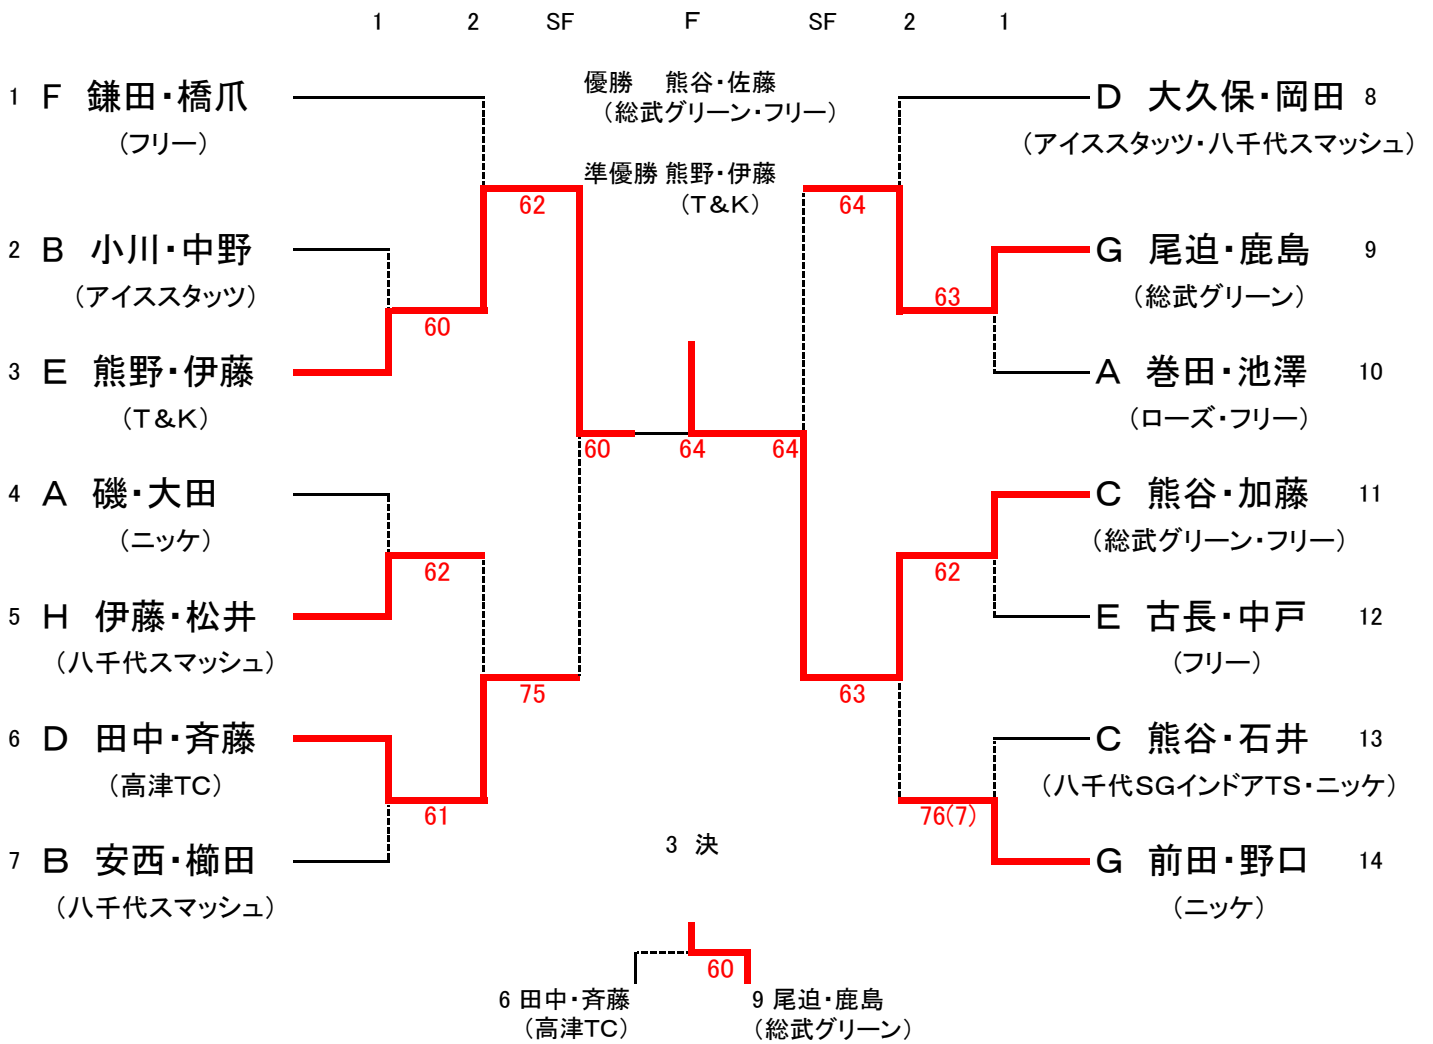 1 2 SF F SF 2 1
優勝 熊谷・佐藤
(総武グリーン・フリー)
準優勝 熊野・伊藤
(T&K)
1 F 鎌田・橋爪
(フリー)
2 B 小川・中野
(アイススタッツ)
3 E 熊野・伊藤
(T&K)
4 A 磯・大田
(ニッケ)
5 H 伊藤・松井
(八千代スマッシュ)
6 D 田中・斉藤
(高津TC)
7 B 安西・櫛田
(八千代スマッシュ)
62
60
62
75
61
60
64
64
64
63
62
63
76(7)
D 大久保・岡田 8
(アイススタッツ・八千代スマッシュ)
G 尾迫・鹿島 9
(総武グリーン)
A 巻田・池澤 10
(ローズ・フリー)
C 熊谷・加藤 11
(総武グリーン・フリー)
E 古長・中戸 12
(フリー)
C 熊谷・石井 13
(八千代SGインドアTS・ニッケ)
G 前田・野口 14
(ニッケ)
3 決
60
6 田中・斉藤
(高津TC)
9 尾迫・鹿島
(総武グリーン)